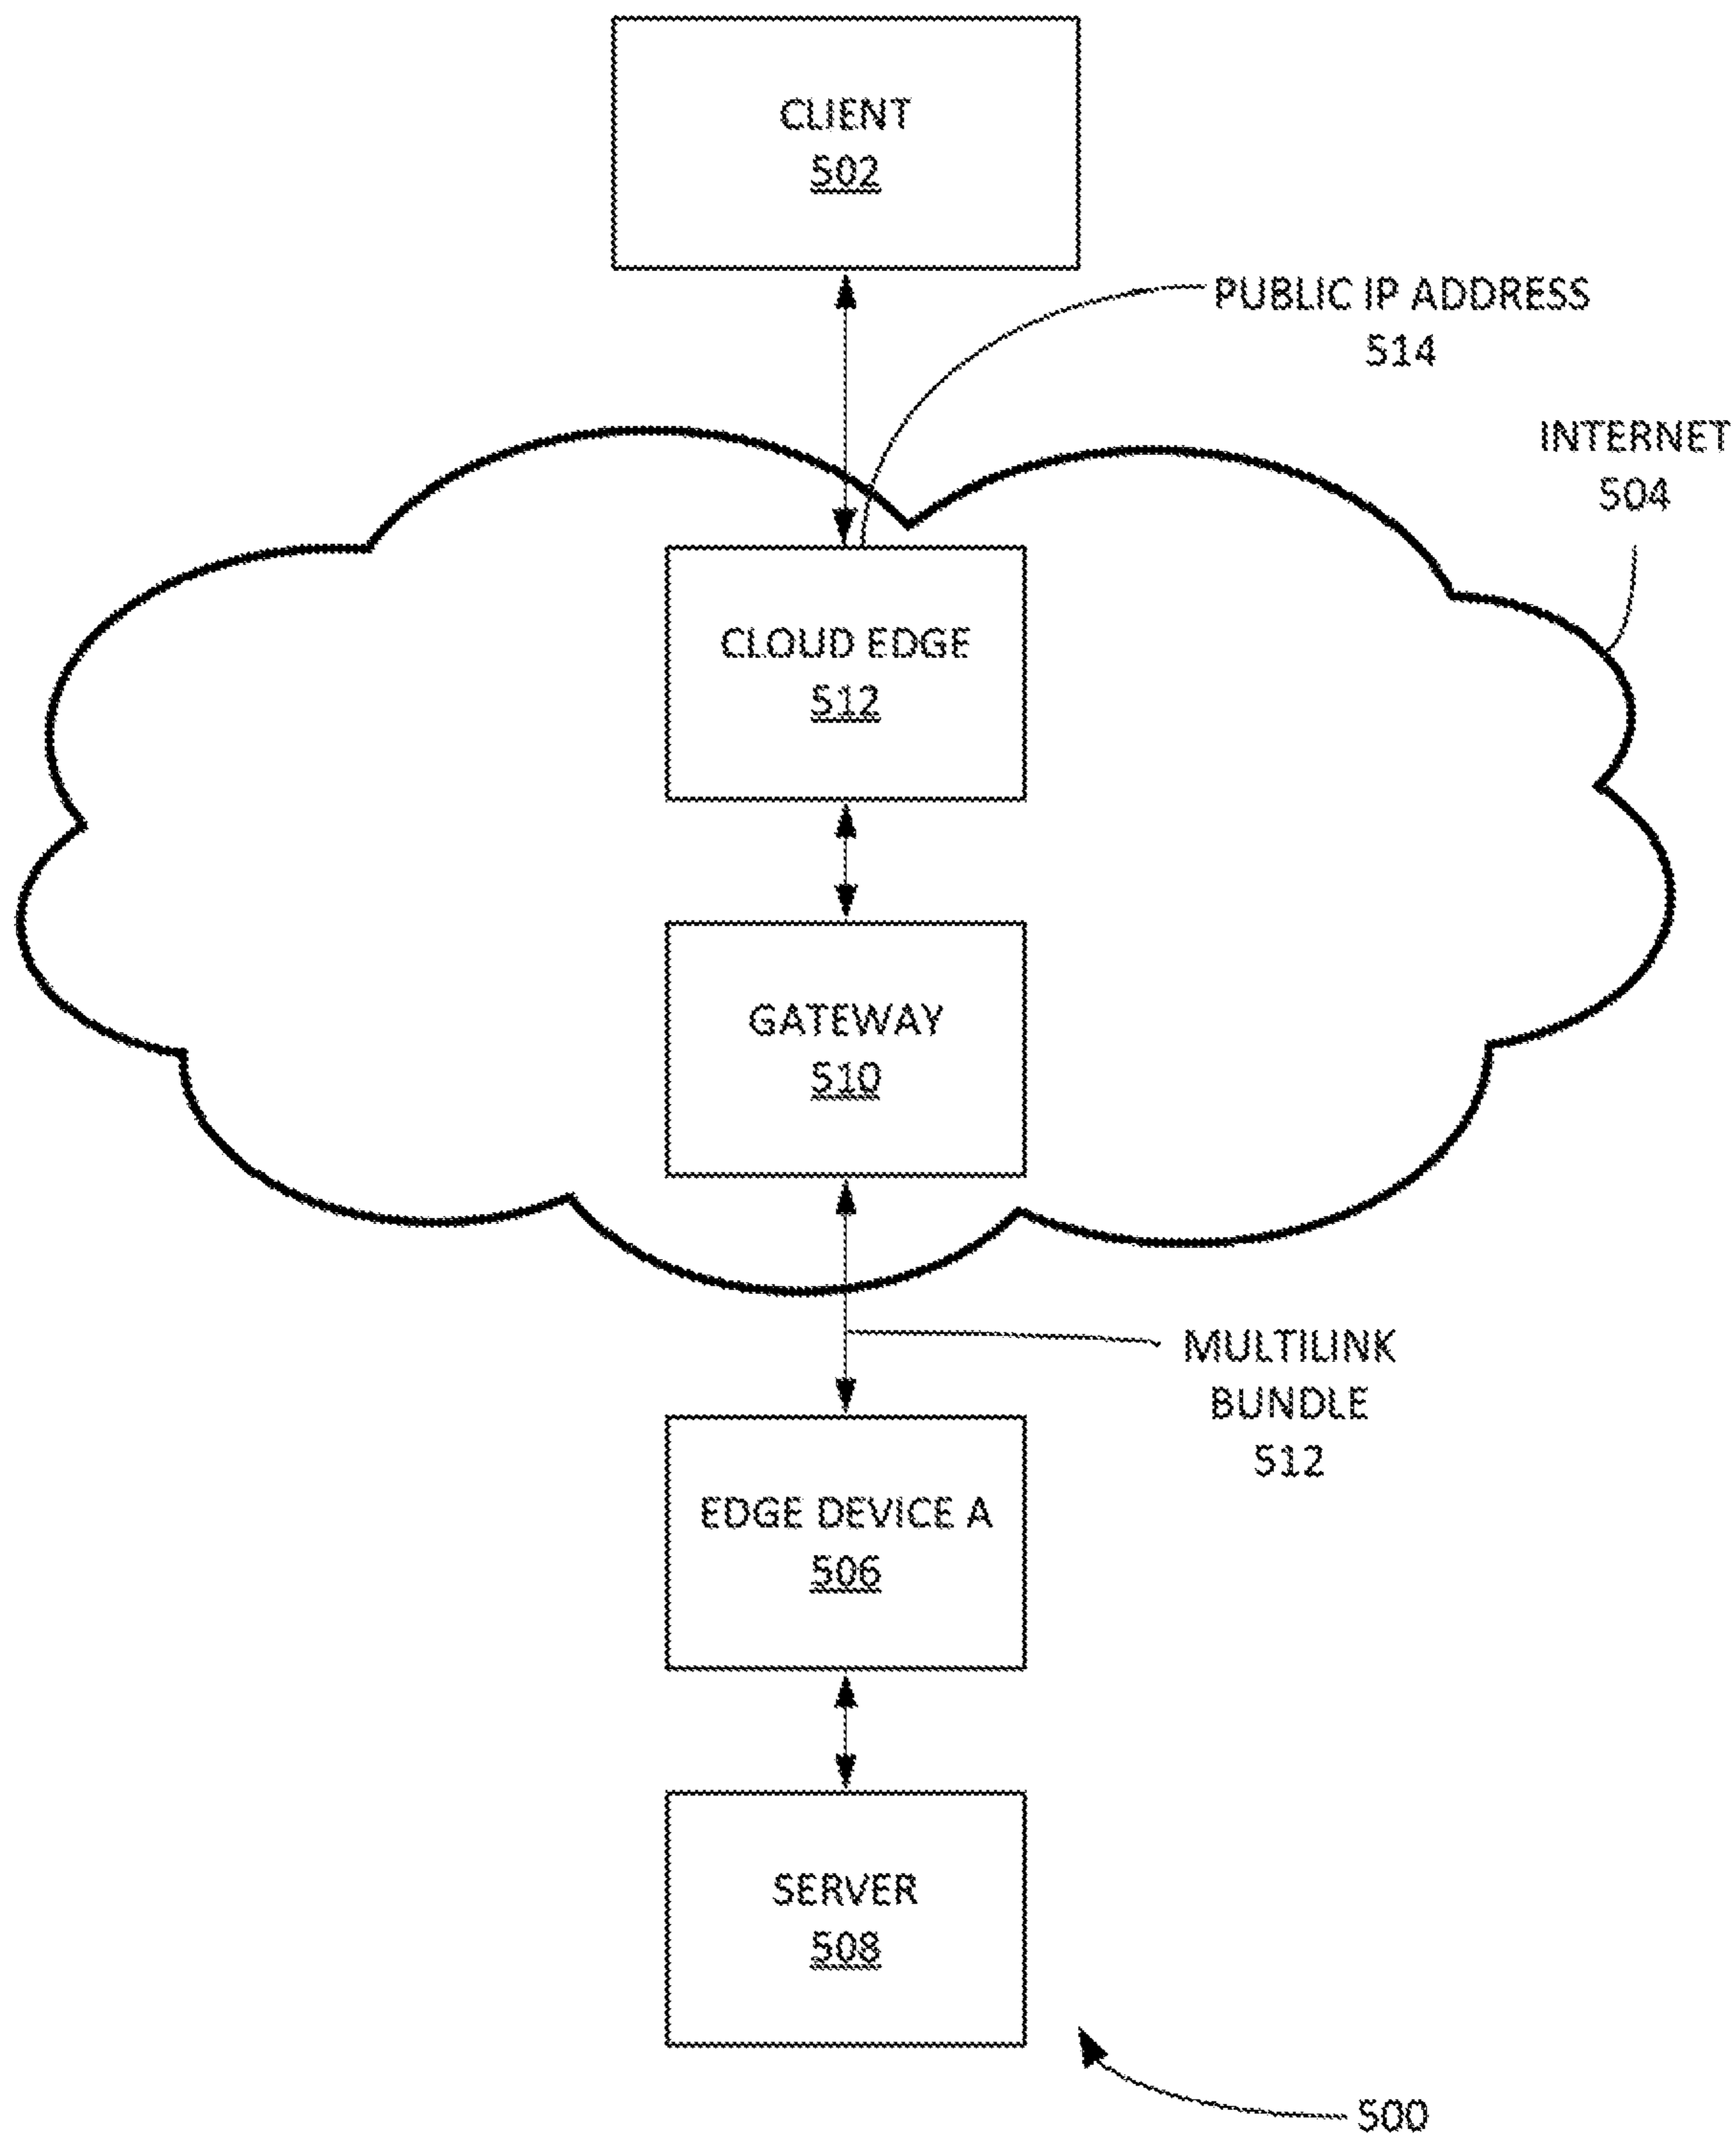 CLIENT
502
PUBLIC IP ADDRESS
514
INTERNET
504
CLOUD EDGE
512
GATEWAY
510
MULTILINK
BUNDLE
512
EDGE DEVICE A
506
SERVER
508
500